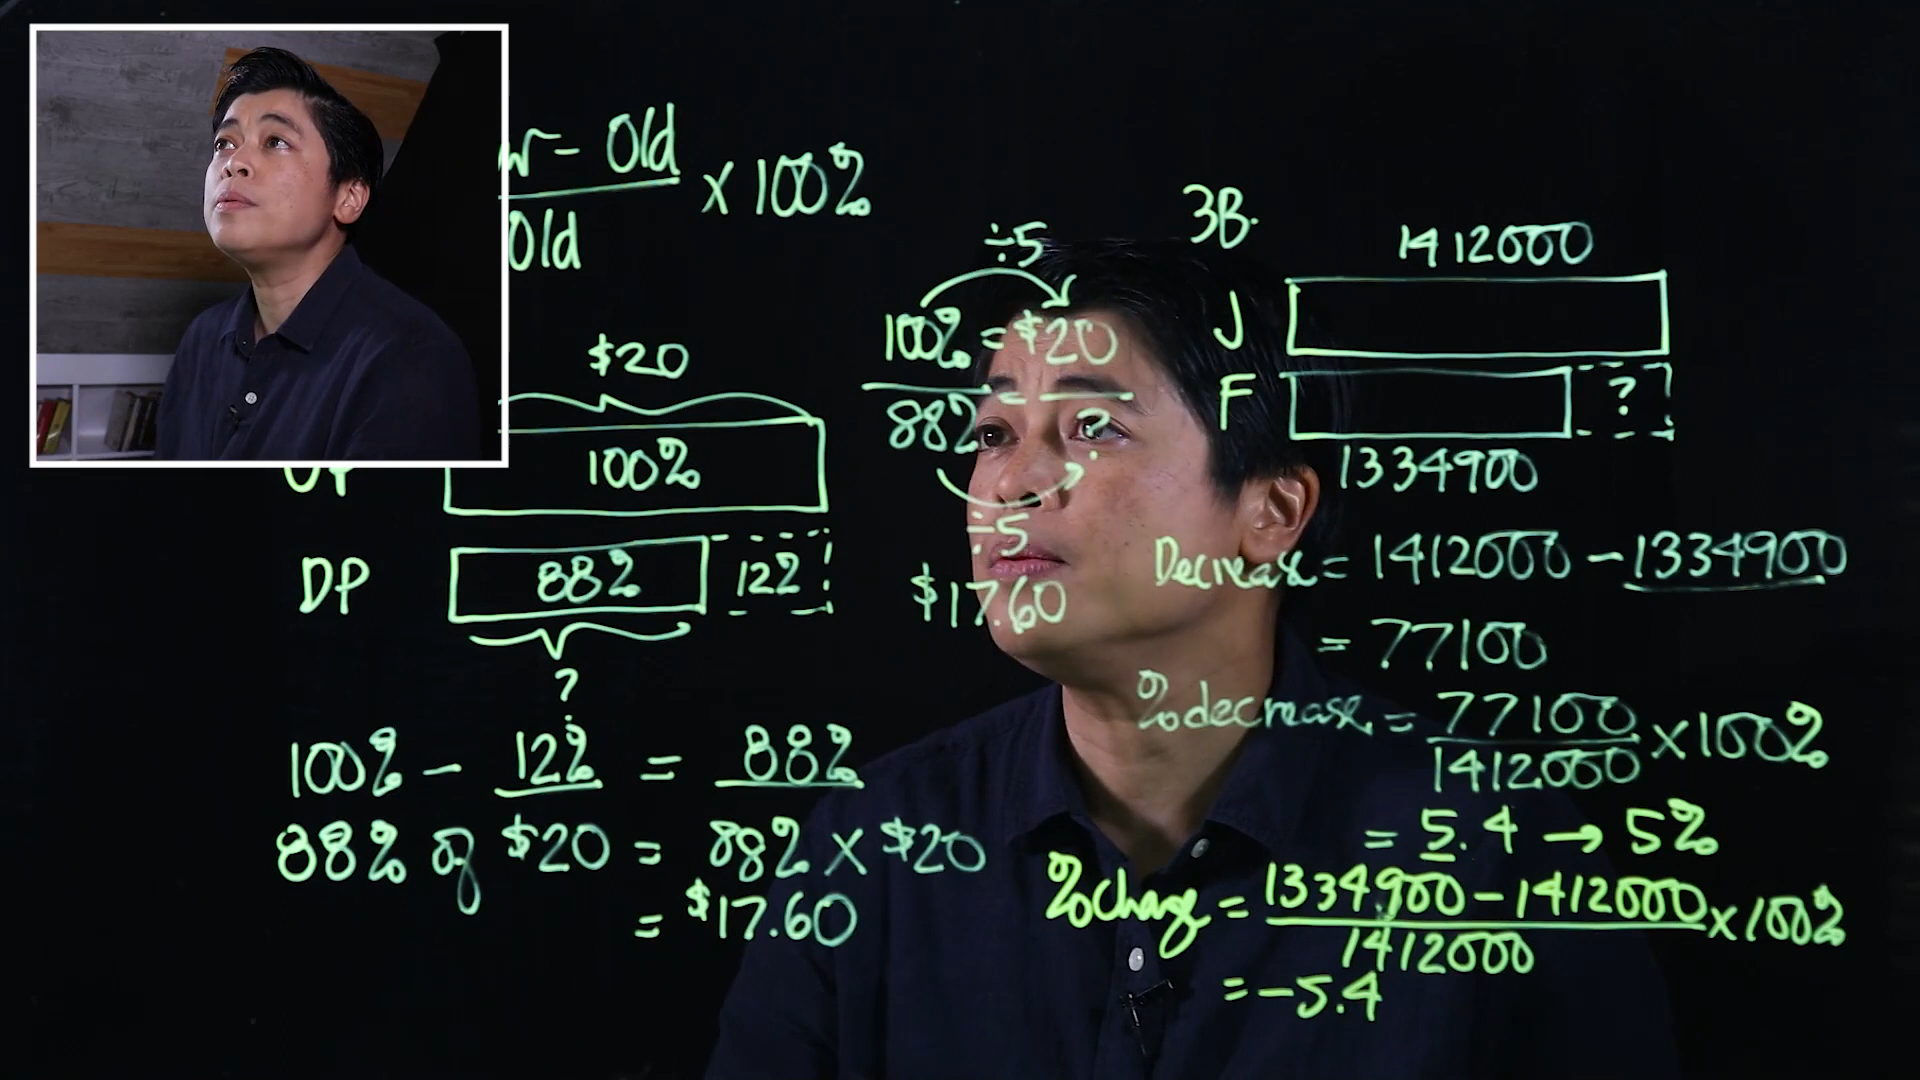 - Old
Old
× 100%
$20
100%
DP 88% 12%
?
100% - 12% = 88%
88% of $20 = 88% × $20
= $17.60
÷5
100% = $20
88% = ?
÷5
$17.60
3B.
1412000
J
F ?
1334900
Decrease = 1412000 - 1334900
= 77100
% decrease = 77100 / 1412000 × 100%
= 5.4 → 5%
% change = 1334900 - 1412000 / 1412000 × 100%
= -5.4